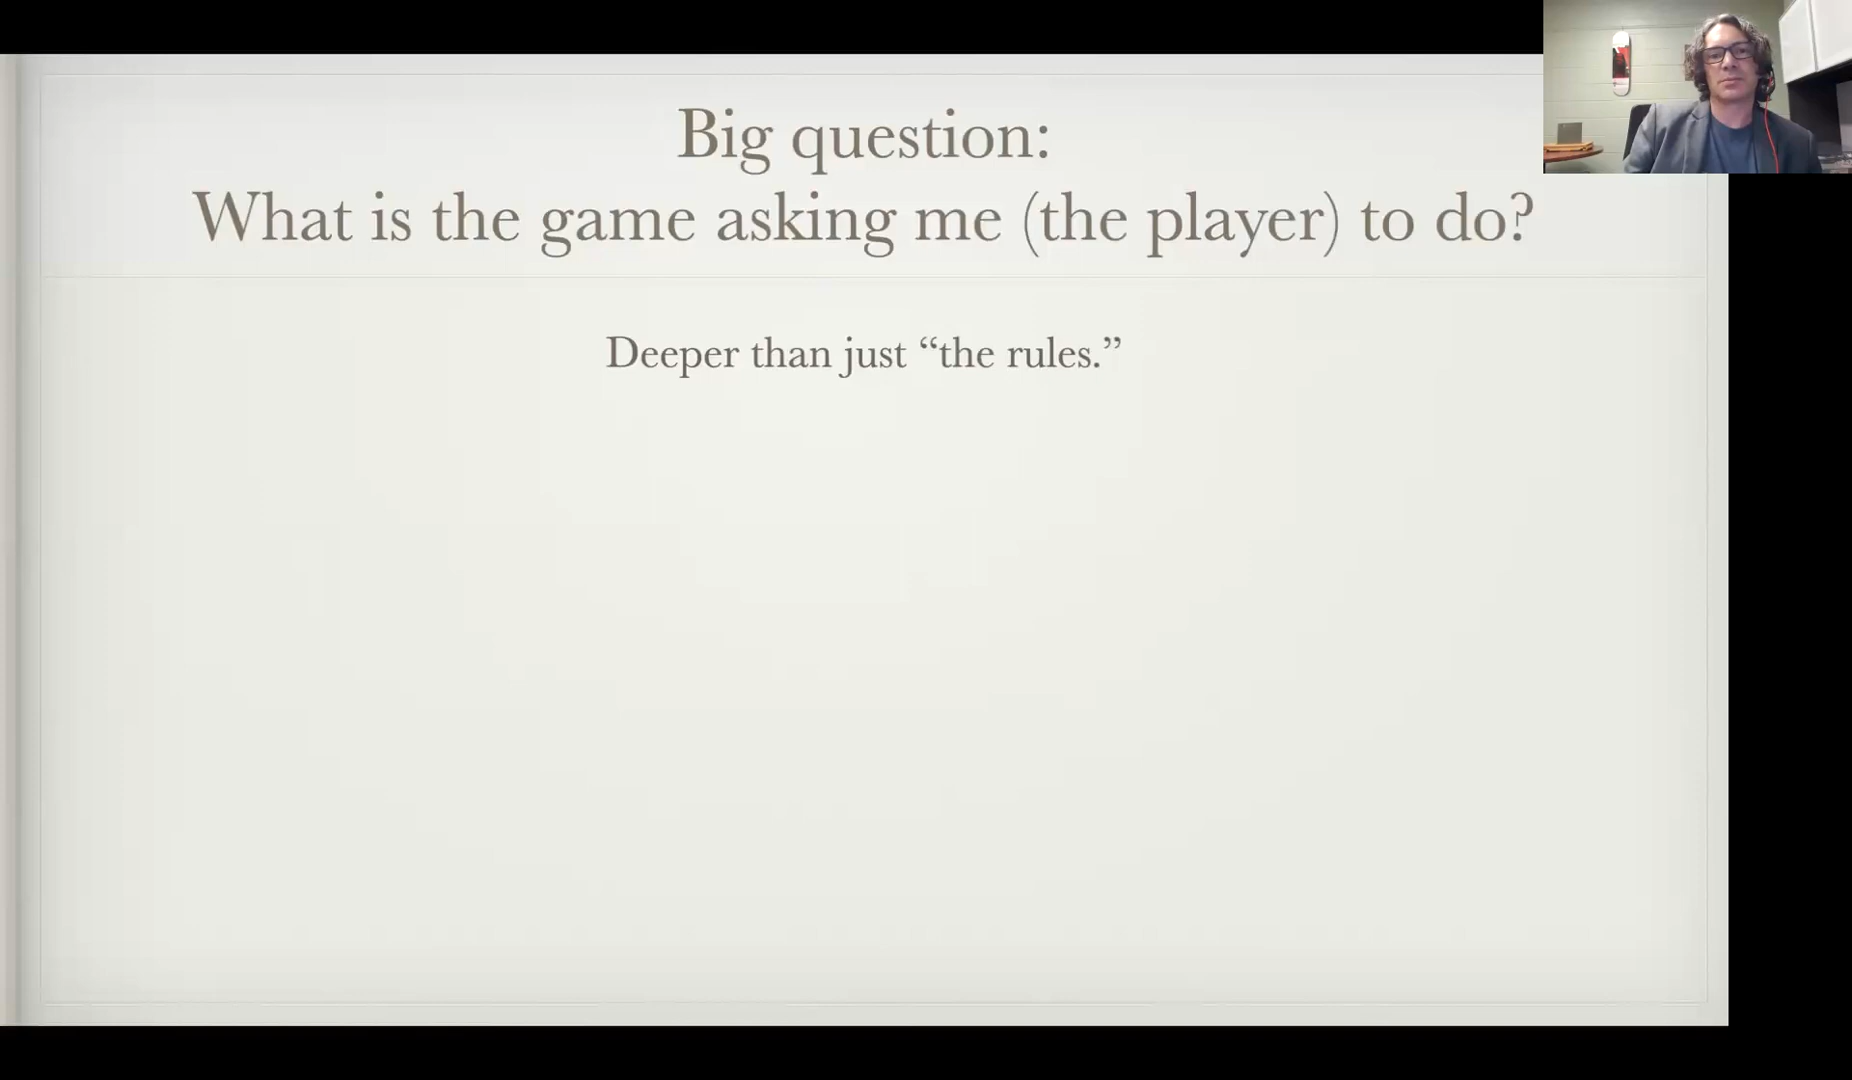 Big question:
What is the game asking me (the player) to do?
Deeper than just “the rules.”